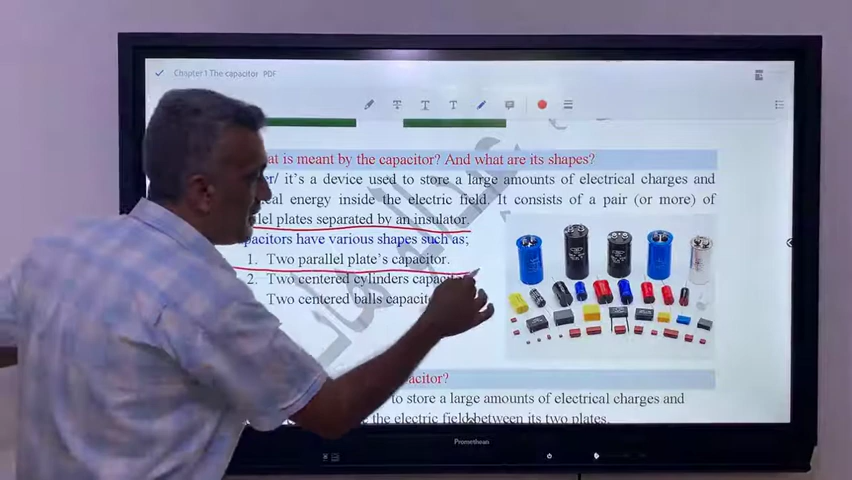 Chapter 1 The capacitor PDF
at is meant by the capacitor? And what are its shapes?
er/ it's a device used to store a large amounts of electrical charges and
cal energy inside the electric field. It consists of a pair (or more) of
lel plates separated by an insulator.
pacitors have various shapes such as;
1. Two parallel plate's capacitor.
2. Two centered cylinders capacitor
Two centered balls capacit
acitor?
to store a large amounts of electrical charges and
the electric field between its two plates.
Promethean